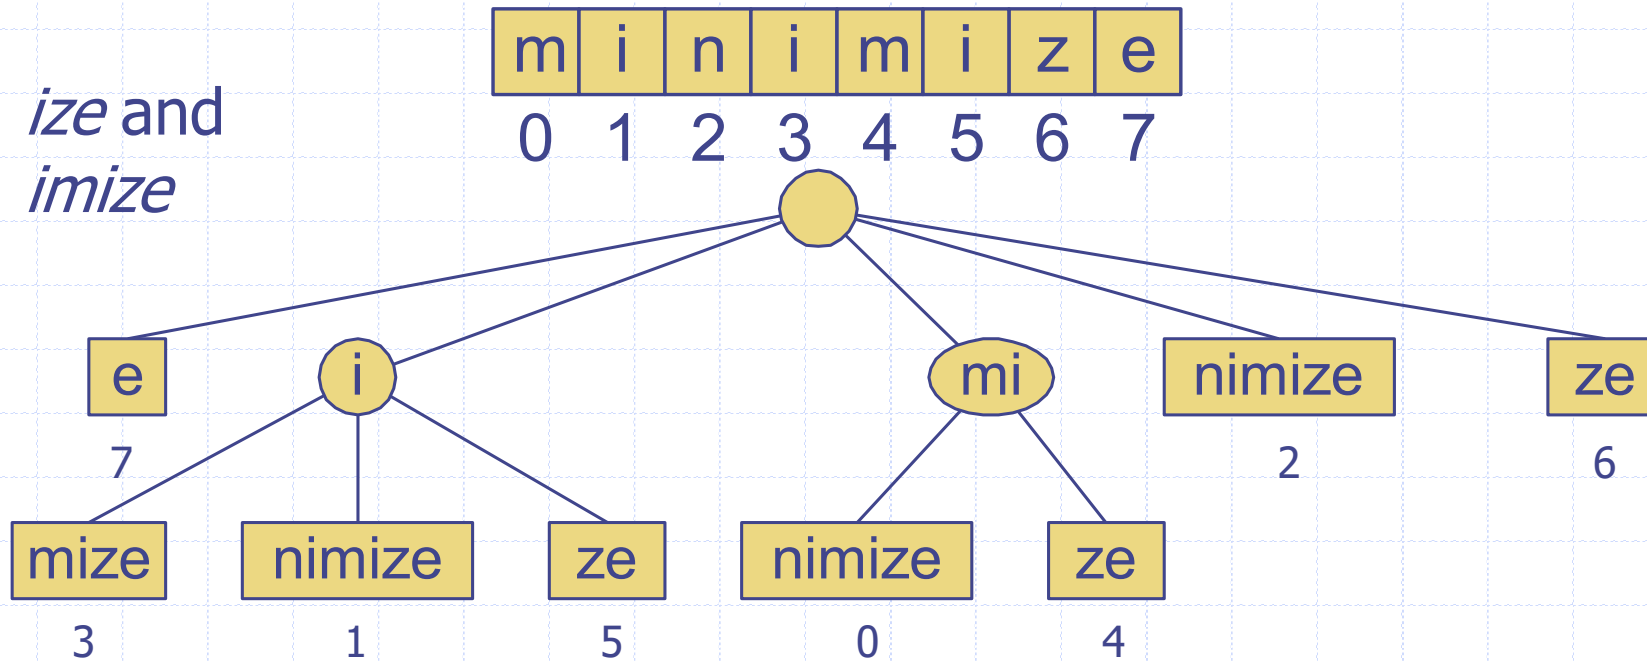 m i n i m i z e
0 1 2 3 4 5 6 7
ize and
imize
e i mi nimize ze
7 2 6
mize nimize ze nimize ze
3 1 5 0 4